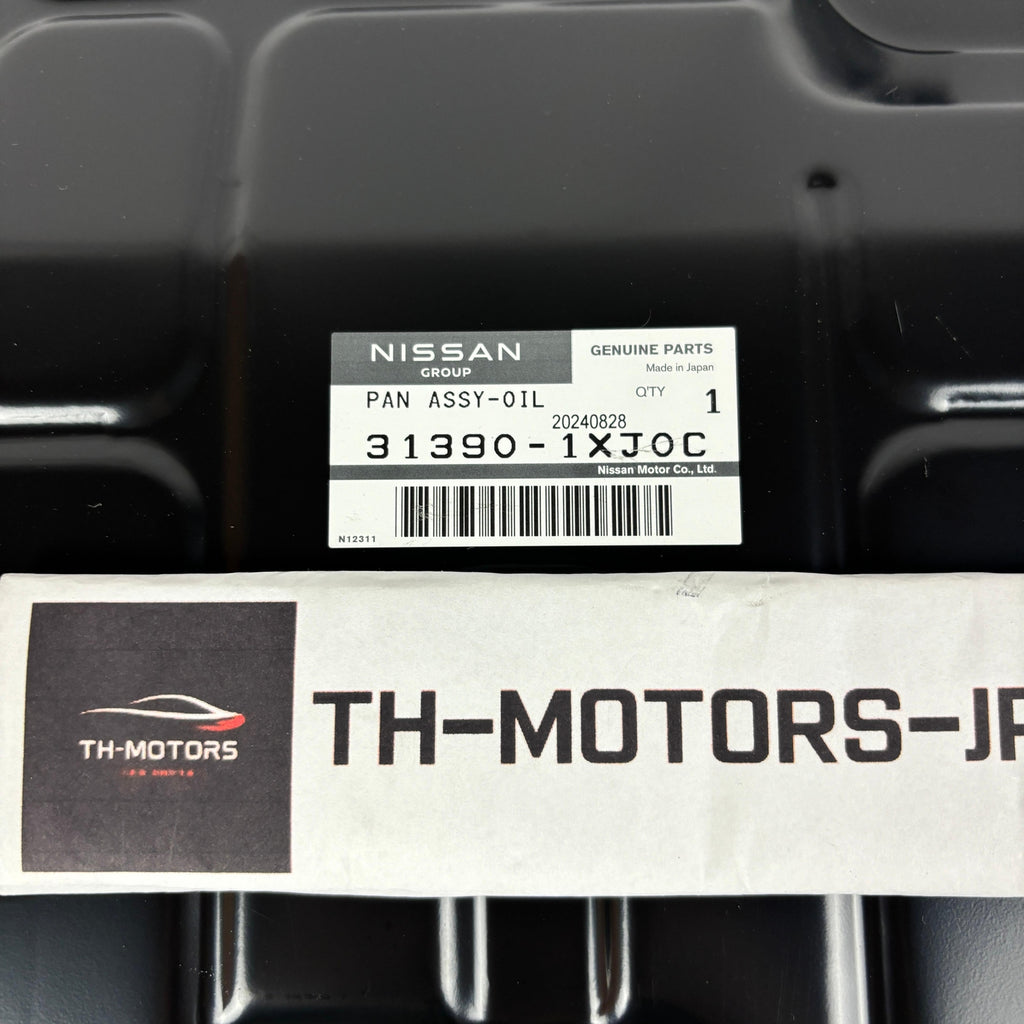 NISSAN
GROUP
GENUINE PARTS
Made in Japan
PAN ASSY-OIL
Q'TY 1
20240828
31390-1XJ0C
Nissan Motor Co., Ltd.
N12311
TH-MOTORS
TH-MOTORS-JP